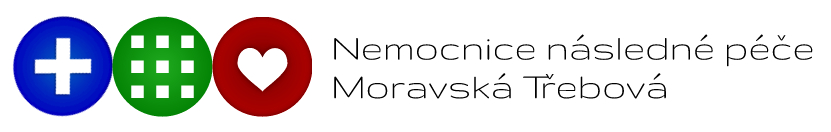 Nemocnice následné péče
Moravská Třebová